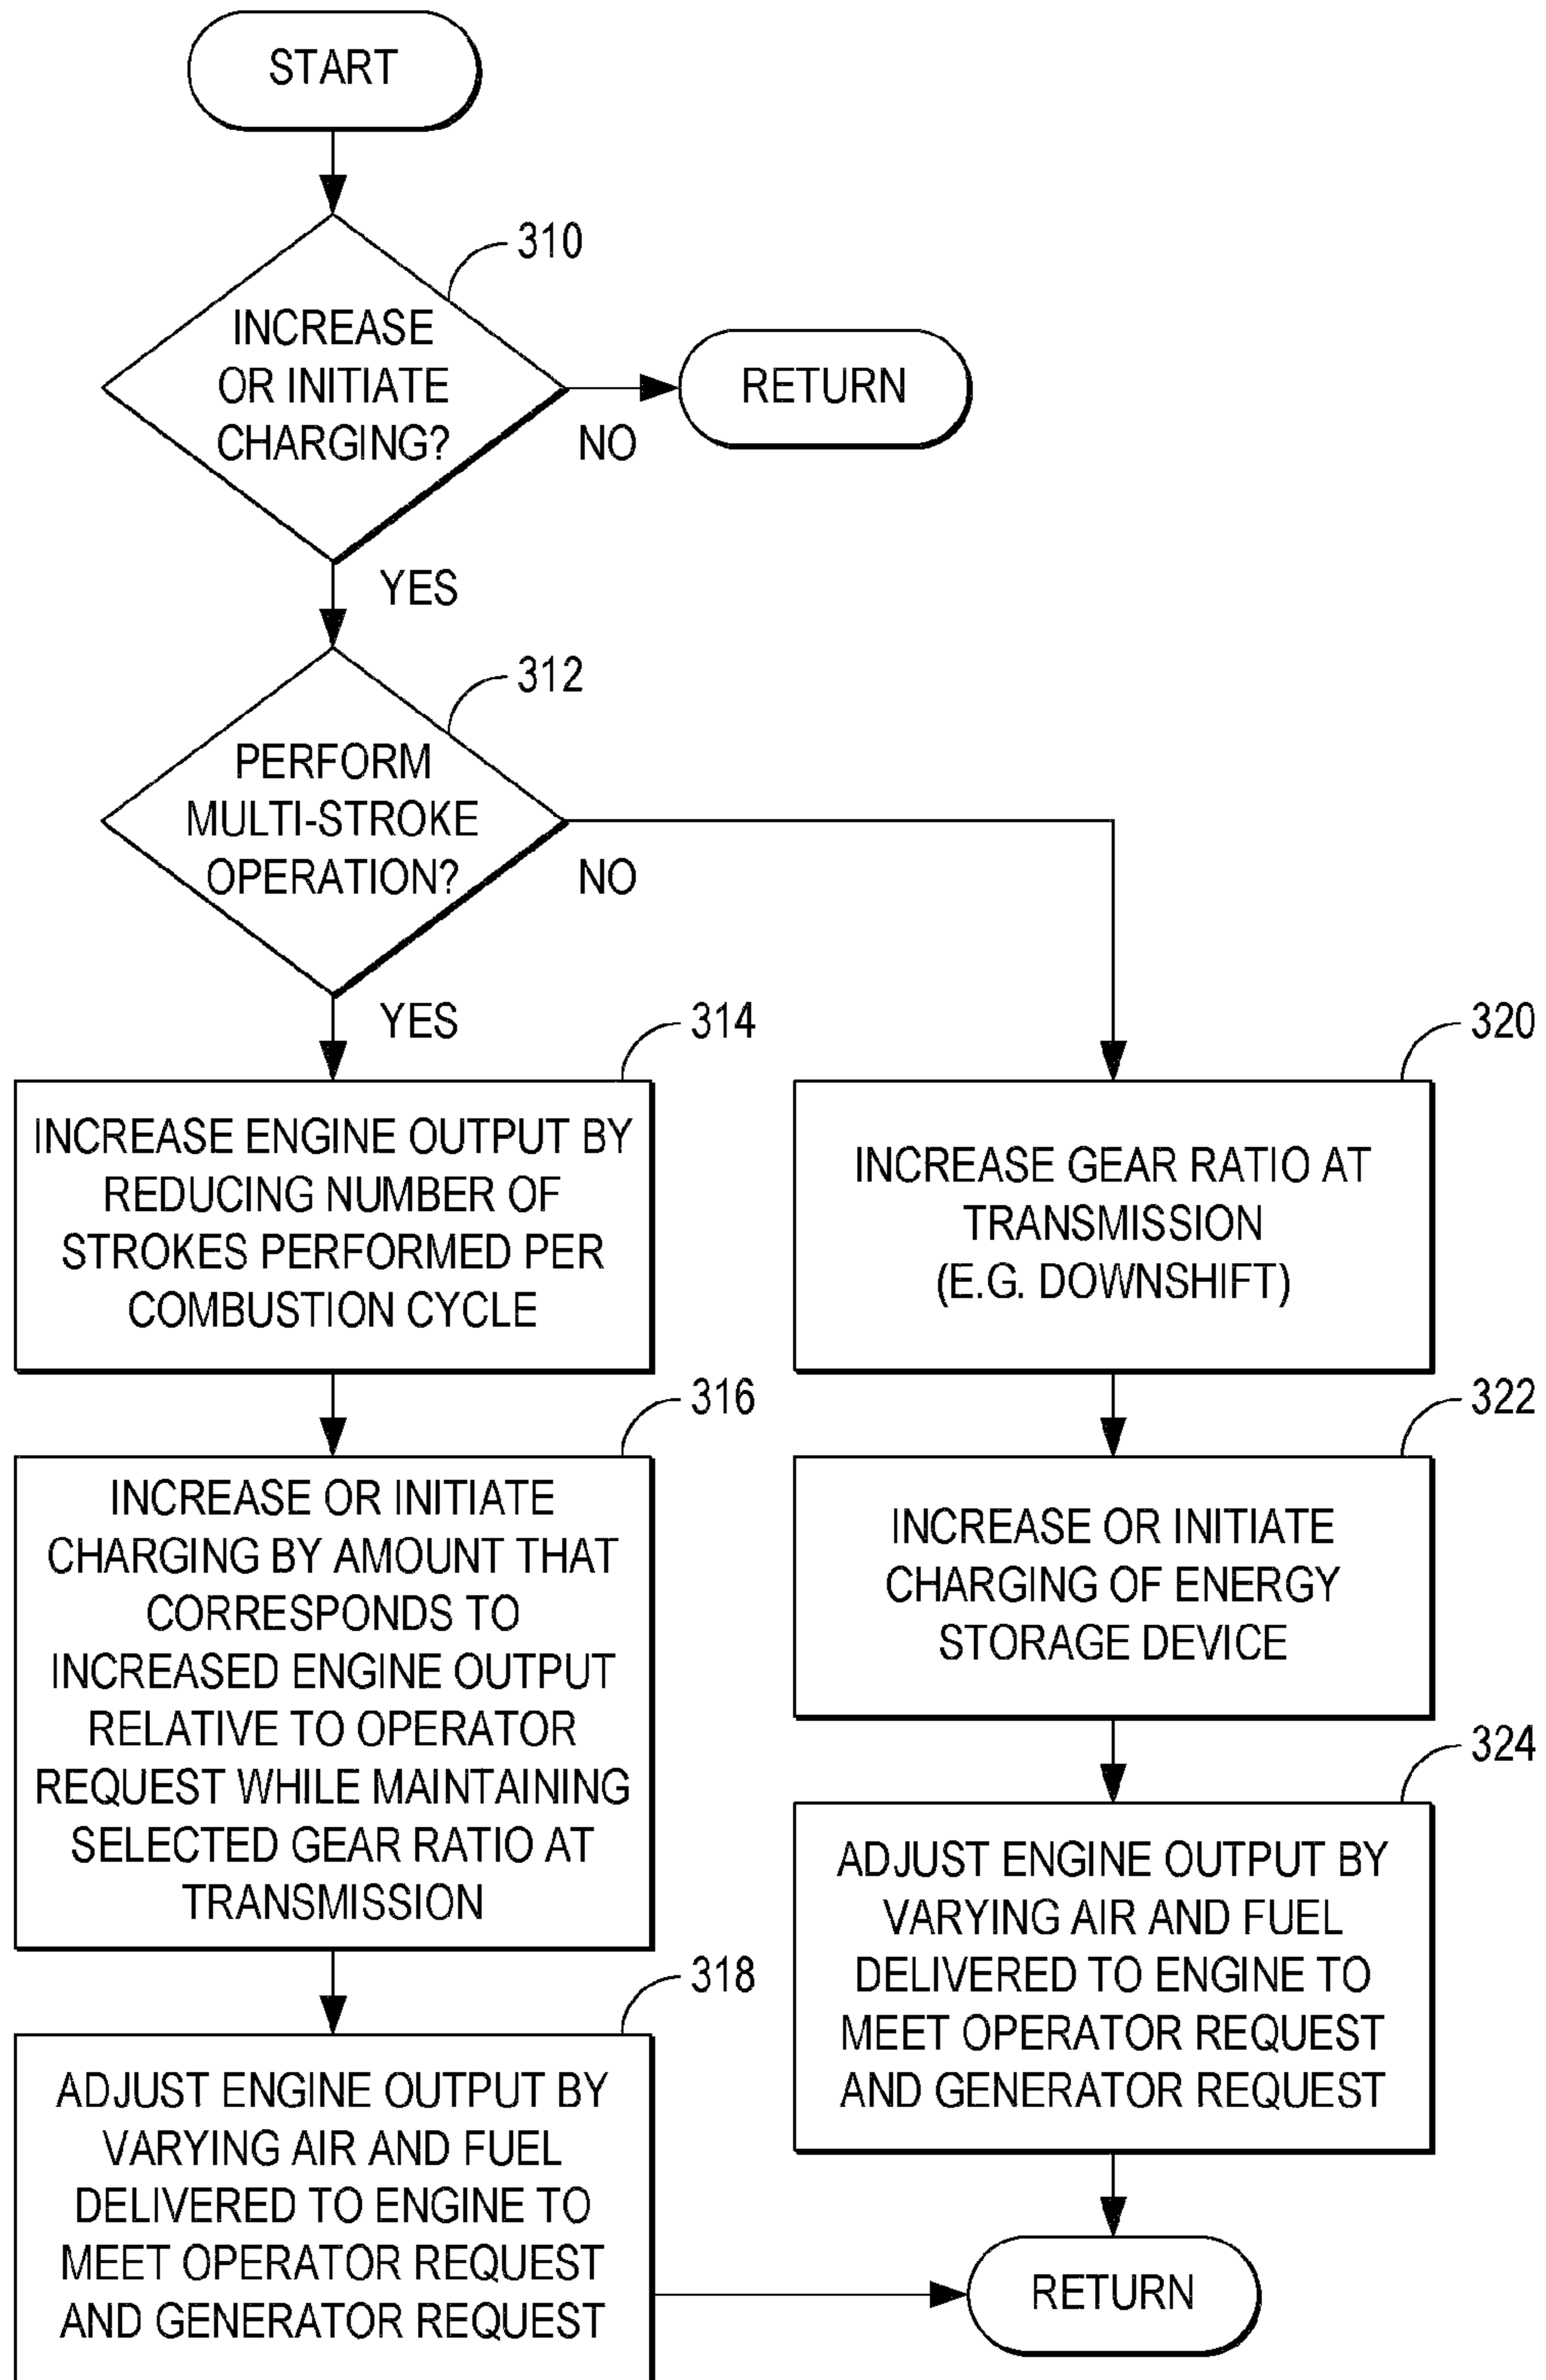 START
310
INCREASE
OR INITIATE
CHARGING?
NO
RETURN
YES
312
PERFORM
MULTI-STROKE
OPERATION?
NO
YES
314
INCREASE ENGINE OUTPUT BY
REDUCING NUMBER OF
STROKES PERFORMED PER
COMBUSTION CYCLE
316
INCREASE OR INITIATE
CHARGING BY AMOUNT THAT
CORRESPONDS TO
INCREASED ENGINE OUTPUT
RELATIVE TO OPERATOR
REQUEST WHILE MAINTAINING
SELECTED GEAR RATIO AT
TRANSMISSION
318
ADJUST ENGINE OUTPUT BY
VARYING AIR AND FUEL
DELIVERED TO ENGINE TO
MEET OPERATOR REQUEST
AND GENERATOR REQUEST
320
INCREASE GEAR RATIO AT
TRANSMISSION
(E.G. DOWNSHIFT)
322
INCREASE OR INITIATE
CHARGING OF ENERGY
STORAGE DEVICE
324
ADJUST ENGINE OUTPUT BY
VARYING AIR AND FUEL
DELIVERED TO ENGINE TO
MEET OPERATOR REQUEST
AND GENERATOR REQUEST
RETURN